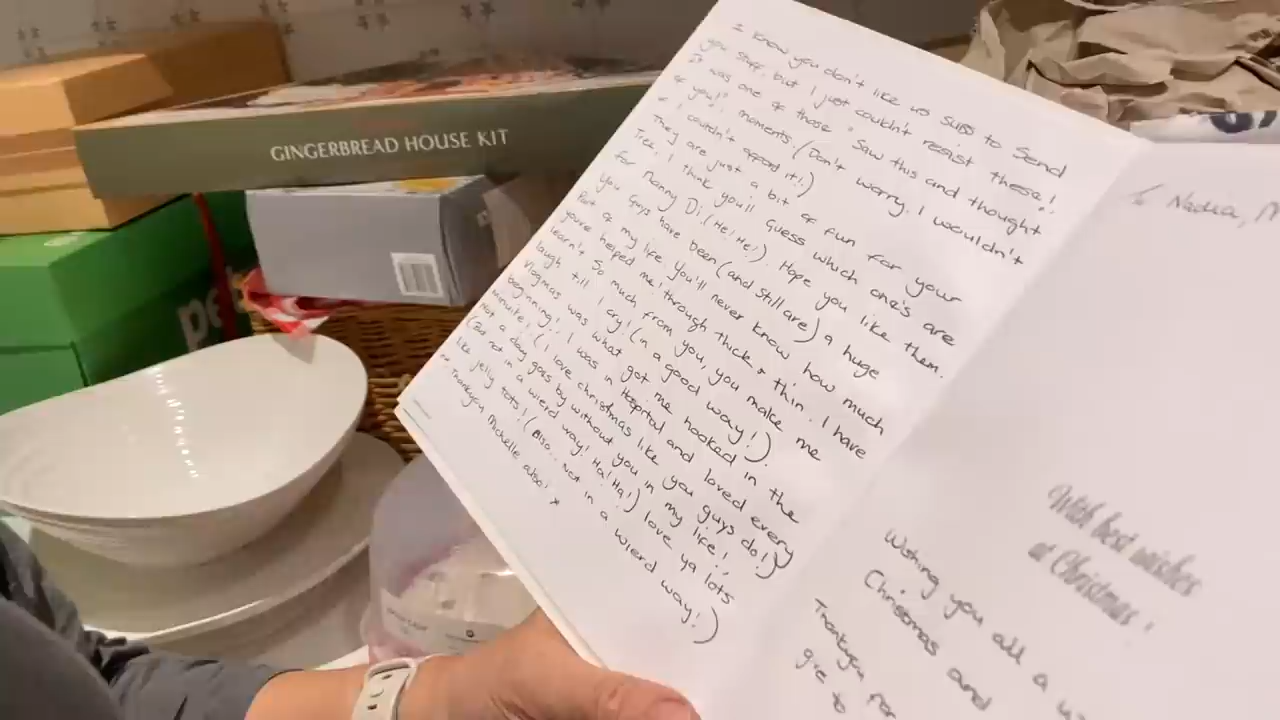 GINGERBREAD HOUSE KIT
I know you don't like us subs to send
you stuff, but I just couldn't resist these!
It was one of those "Saw this and thought
of you!" moments. (Don't worry, I wouldn't
if I couldn't afford it!)
They are just a bit of fun for your
Tree. I think you'll guess which one's are
for Nanny Di. (He! He!). Hope you like them.
You Guys have been (and still are) a huge
Part of my life. You'll never know how much
you've helped me, through thick + thin. I have
learn't so much from you, you make me
laugh till I cry! (in a good way!).
Vlogmas was what got me hooked in the
beginning! I was in Hospital and loved every
minuite! (I love christmas like you guys do!)
Not a day goes by without you in my life!
(But not in a wierd way! Ha! Ha!) love ya lots
like jelly tots! (Also... not in a wierd way!)
Thankyou Michelle also! x
To Nadia, M
With best wishes
at Christmas!
Wishing you all a
Christmas and
Thankyou for
give to
pe